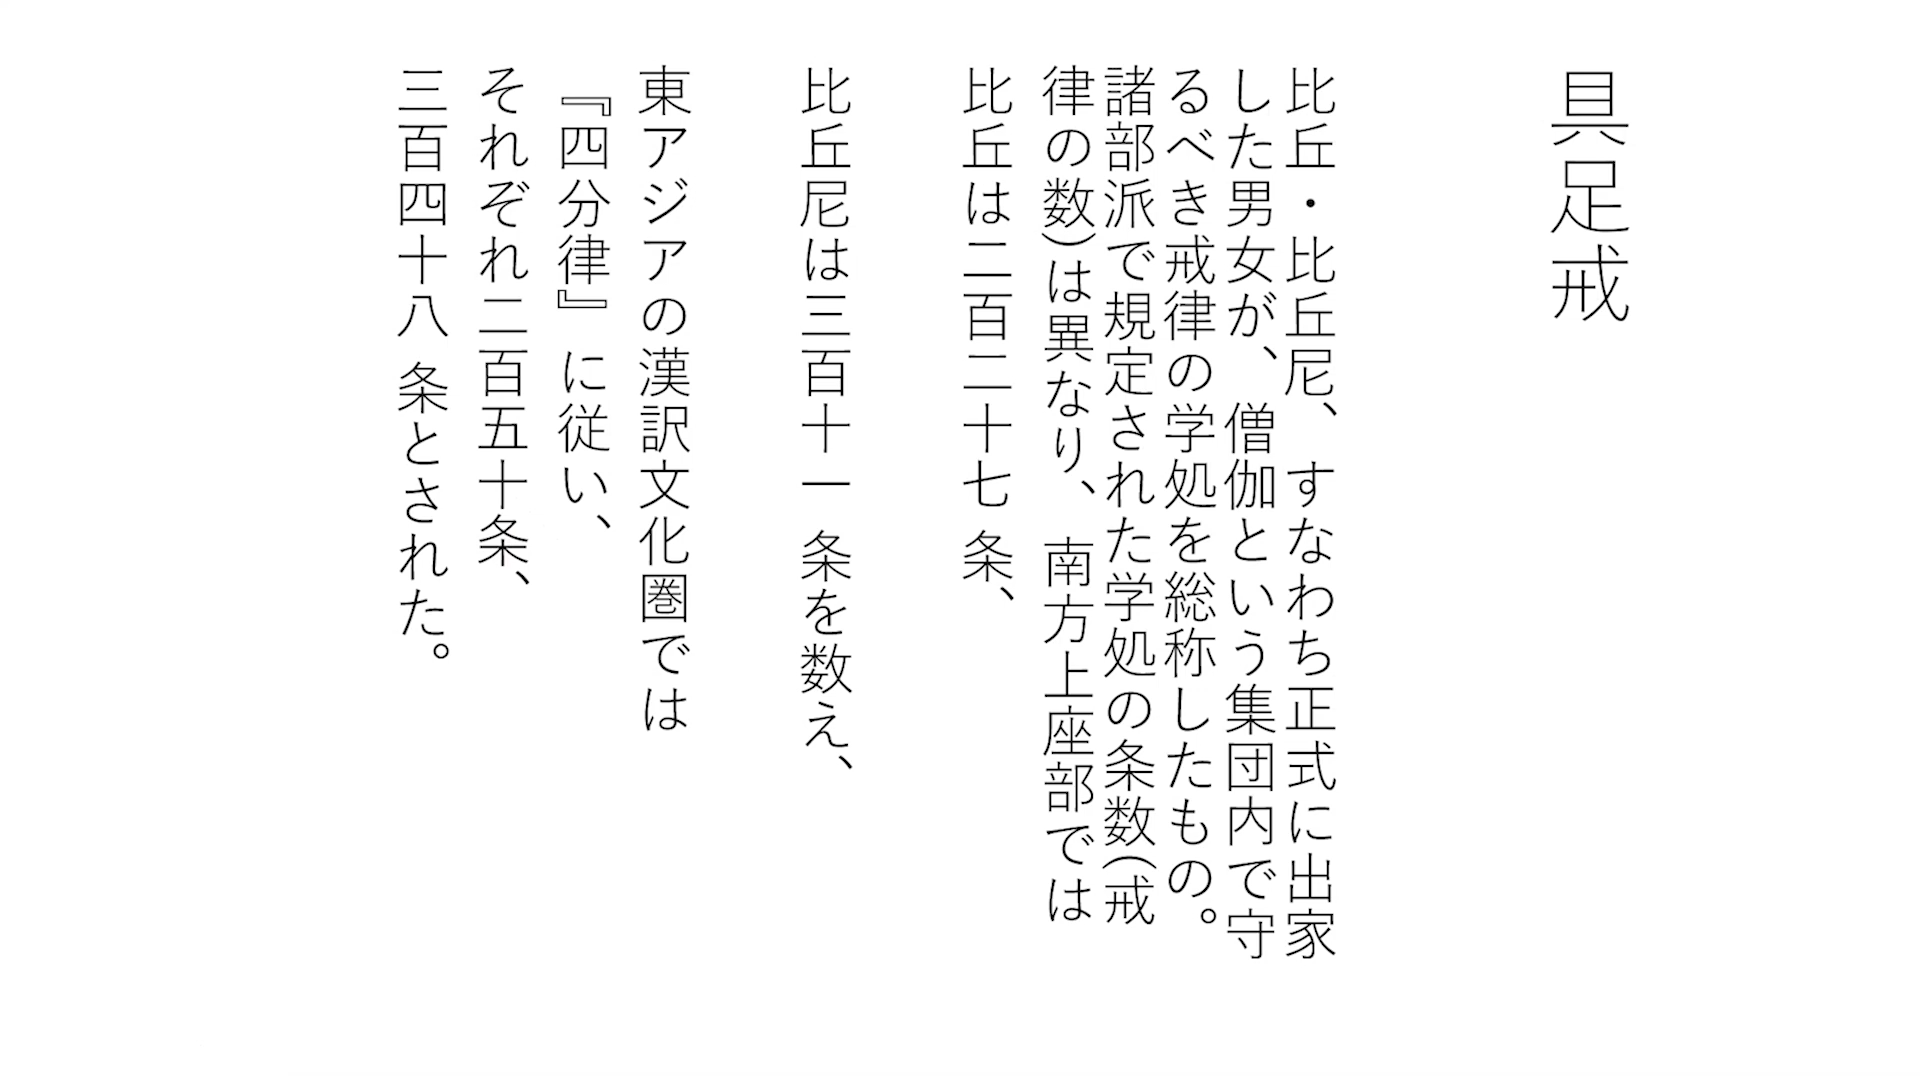 具足戒
比丘・比丘尼、すなわち正式に出家
した男女が、僧伽という集団内で守
るべき戒律の学処を総称したもの。
諸部派で規定された学処の条数(戒
律の数)は異なり、南方上座部では
比丘は二百二十七 条、
比丘尼は三百十一 条を数え、
東アジアの漢訳文化圏では
『四分律』に従い、
それぞれ二百五十条、
三百四十八 条とされた。